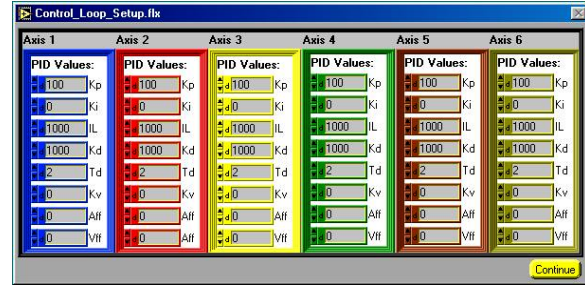 Control_Loop_Setup.flx
Axis 1 Axis 2 Axis 3 Axis 4 Axis 5 Axis 6
PID Values: PID Values: PID Values: PID Values: PID Values: PID Values:
d 100 Kp d 100 Kp d 100 Kp d 100 Kp d 100 Kp d 100 Kp
d 0 Ki d 0 Ki d 0 Ki d 0 Ki d 0 Ki d 0 Ki
d 1000 IL d 1000 IL d 1000 IL d 1000 IL d 1000 IL d 1000 IL
d 1000 Kd d 1000 Kd d 1000 Kd d 1000 Kd d 1000 Kd d 1000 Kd
d 2 Td d 2 Td d 2 Td d 2 Td d 2 Td d 2 Td
d 0 Kv d 0 Kv d 0 Kv d 0 Kv d 0 Kv d 0 Kv
d 0 Aff d 0 Aff d 0 Aff d 0 Aff d 0 Aff d 0 Aff
d 0 Vff d 0 Vff d 0 Vff d 0 Vff d 0 Vff d 0 Vff
Continue